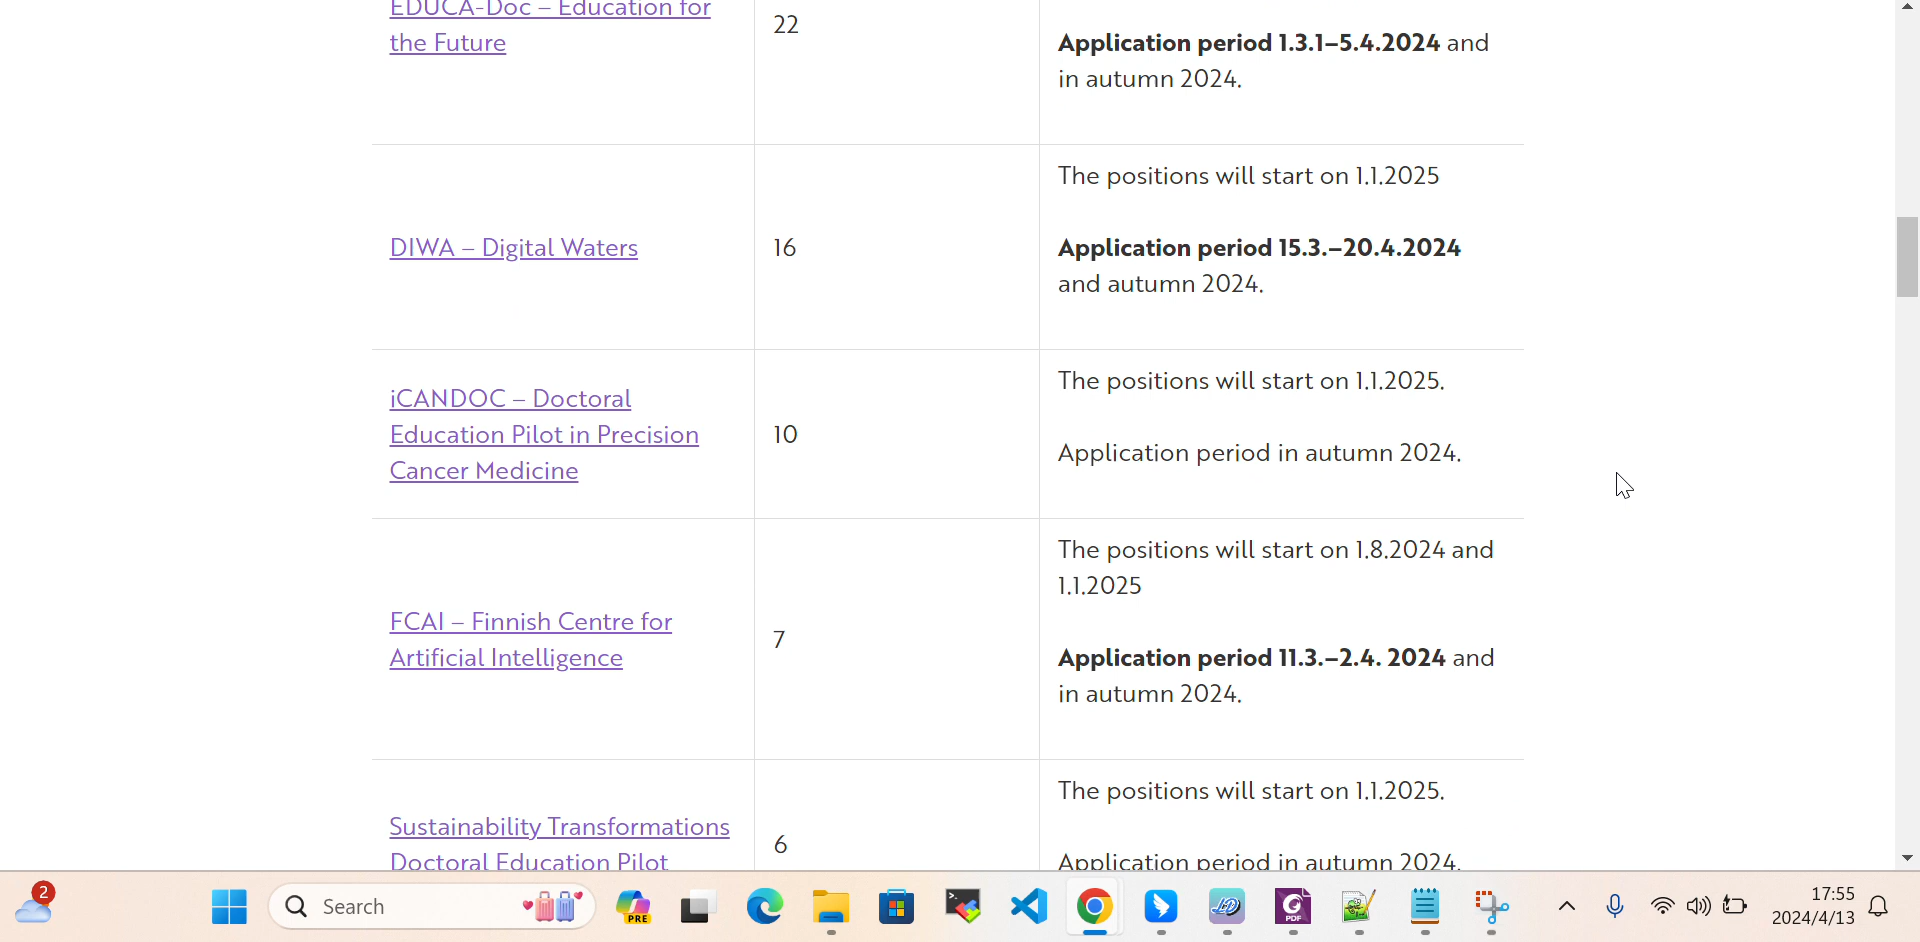 EDUCA-Doc – Education for
the Future
22
Application period 1.3.1–5.4.2024 and
in autumn 2024.
DIWA – Digital Waters
16
The positions will start on 1.1.2025
Application period 15.3.–20.4.2024
and autumn 2024.
iCANDOC – Doctoral
Education Pilot in Precision
Cancer Medicine
10
The positions will start on 1.1.2025.
Application period in autumn 2024.
FCAI – Finnish Centre for
Artificial Intelligence
7
The positions will start on 1.8.2024 and
1.1.2025
Application period 11.3.–2.4. 2024 and
in autumn 2024.
Sustainability Transformations
Doctoral Education Pilot
6
The positions will start on 1.1.2025.
Application period in autumn 2024.
2
Search
PRE
PDF
17:55
2024/4/13